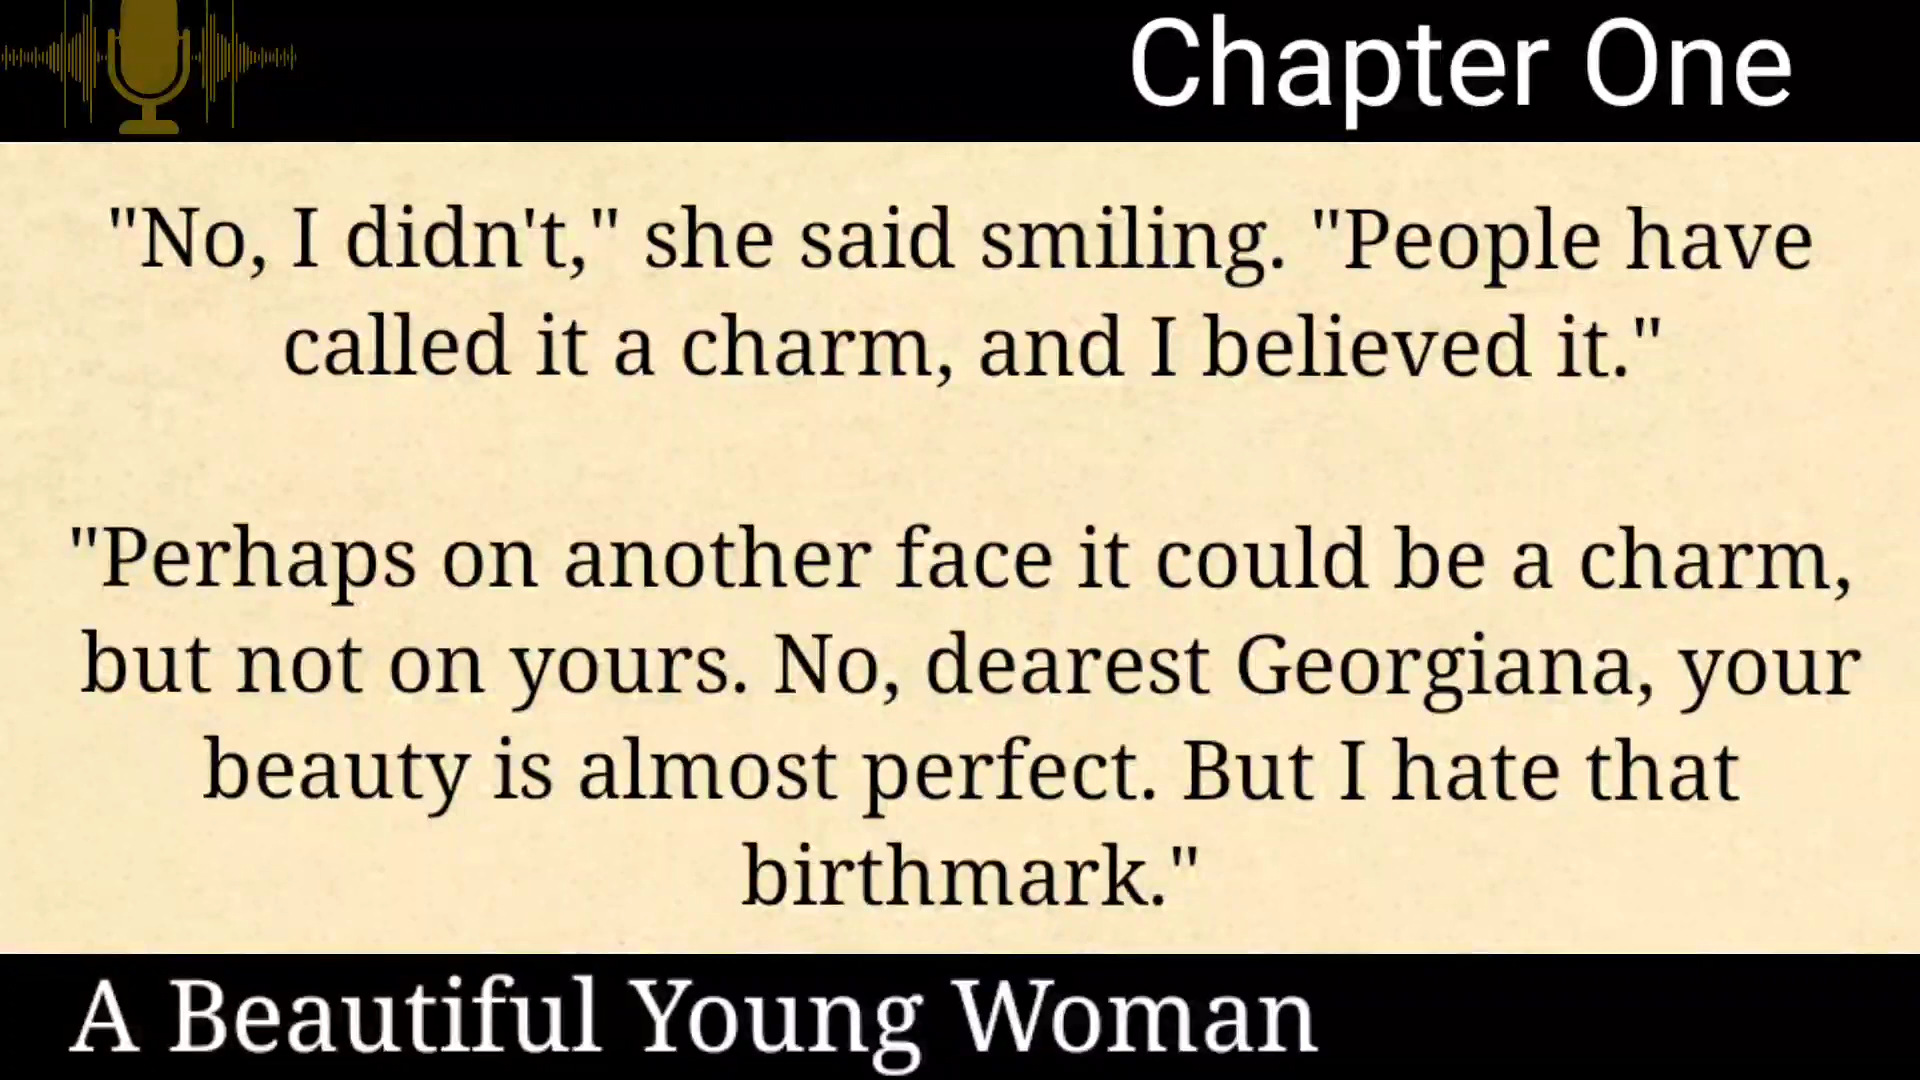 Chapter One
"No, I didn't," she said smiling. "People have
called it a charm, and I believed it."
"Perhaps on another face it could be a charm,
but not on yours. No, dearest Georgiana, your
beauty is almost perfect. But I hate that
birthmark."
A Beautiful Young Woman